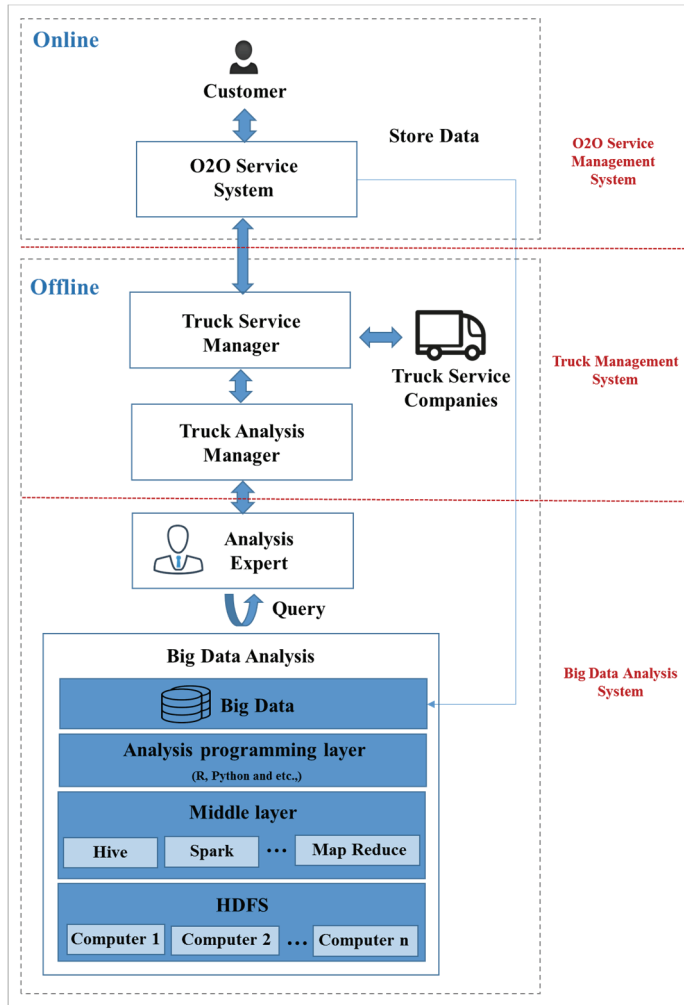 Online
Customer
Store Data
O2O Service
System
O2O Service
Management
System
Offline
Truck Service
Manager
Truck Service
Companies
Truck Management
System
Truck Analysis
Manager
Analysis
Expert
Query
Big Data Analysis
Big Data Analysis
System
Big Data
Analysis programming layer
(R, Python and etc.,)
Middle layer
Hive
Spark
...
Map Reduce
HDFS
Computer 1
Computer 2
...
Computer n